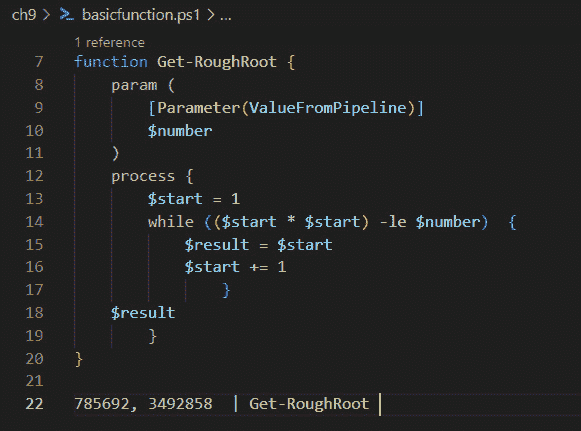 ch9 > basicfunction.ps1 > ...
1 reference
7 function Get-RoughRoot {
8     param (
9         [Parameter(ValueFromPipeline)]
10         $number
11     )
12     process {
13         $start = 1
14         while (($start * $start) -le $number)  {
15             $result = $start
16             $start += 1
17                 }
18     $result
19         }
20 }
21
22 785692, 3492858  | Get-RoughRoot